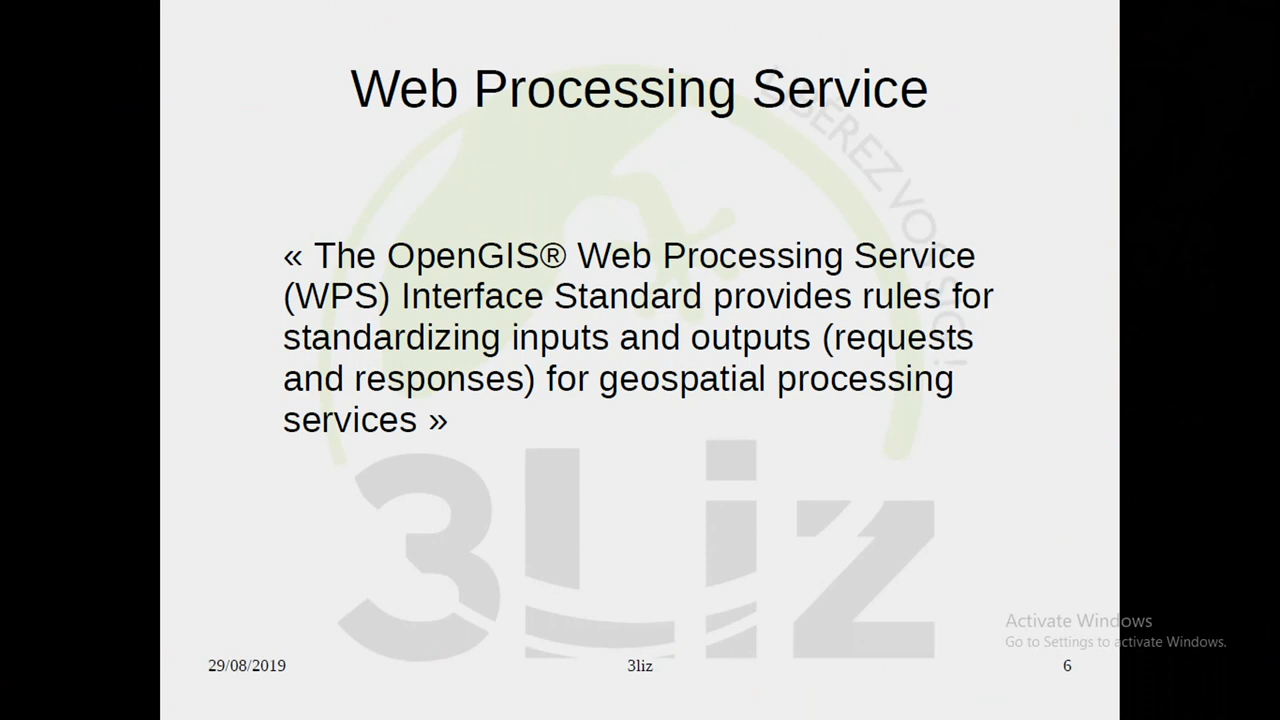 Web Processing Service
« The OpenGIS® Web Processing Service
(WPS) Interface Standard provides rules for
standardizing inputs and outputs (requests
and responses) for geospatial processing
services »
3Liz
Activate Windows
Go to Settings to activate Windows.
29/08/2019
3liz
6